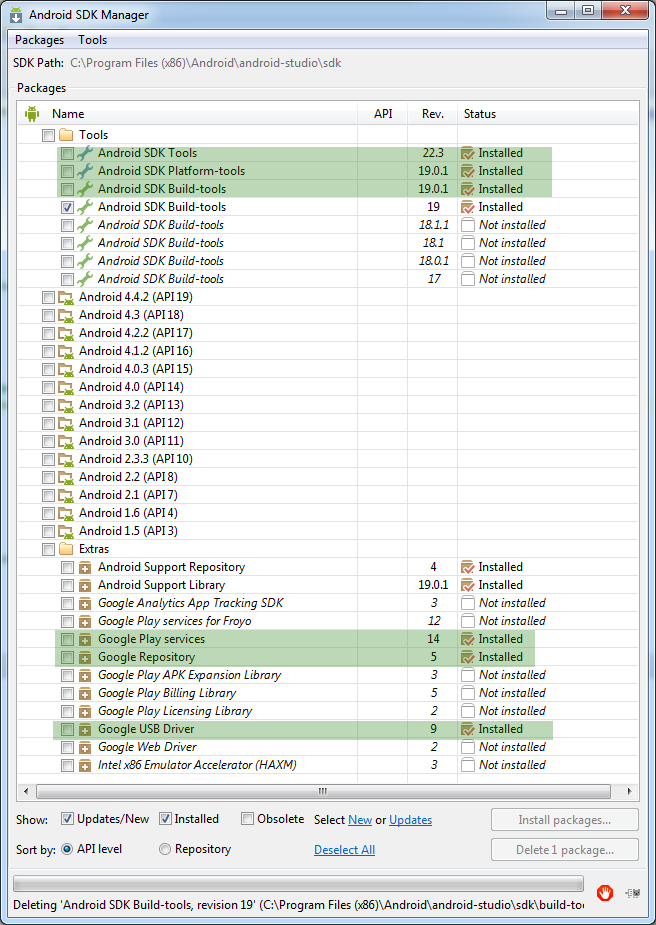 Android SDK Manager
Packages Tools
SDK Path: C:\Program Files (x86)\Android\android-studio\sdk
Packages
Name API Rev. Status
Tools
Android SDK Tools 22.3 Installed
Android SDK Platform-tools 19.0.1 Installed
Android SDK Build-tools 19.0.1 Installed
Android SDK Build-tools 19 Installed
Android SDK Build-tools 18.1.1 Not installed
Android SDK Build-tools 18.1 Not installed
Android SDK Build-tools 18.0.1 Not installed
Android SDK Build-tools 17 Not installed
Android 4.4.2 (API 19)
Android 4.3 (API 18)
Android 4.2.2 (API 17)
Android 4.1.2 (API 16)
Android 4.0.3 (API 15)
Android 4.0 (API 14)
Android 3.2 (API 13)
Android 3.1 (API 12)
Android 3.0 (API 11)
Android 2.3.3 (API 10)
Android 2.2 (API 8)
Android 2.1 (API 7)
Android 1.6 (API 4)
Android 1.5 (API 3)
Extras
Android Support Repository 4 Installed
Android Support Library 19.0.1 Installed
Google Analytics App Tracking SDK 3 Not installed
Google Play services for Froyo 12 Not installed
Google Play services 14 Installed
Google Repository 5 Installed
Google Play APK Expansion Library 3 Not installed
Google Play Billing Library 5 Not installed
Google Play Licensing Library 2 Not installed
Google USB Driver 9 Installed
Google Web Driver 2 Not installed
Intel x86 Emulator Accelerator (HAXM) 3 Not installed
Show: Updates/New Installed Obsolete Select New or Updates Install packages...
Sort by: API level Repository Deselect All Delete 1 package...
Deleting 'Android SDK Build-tools, revision 19' (C:\Program Files (x86)\Android\android-studio\sdk\build-too